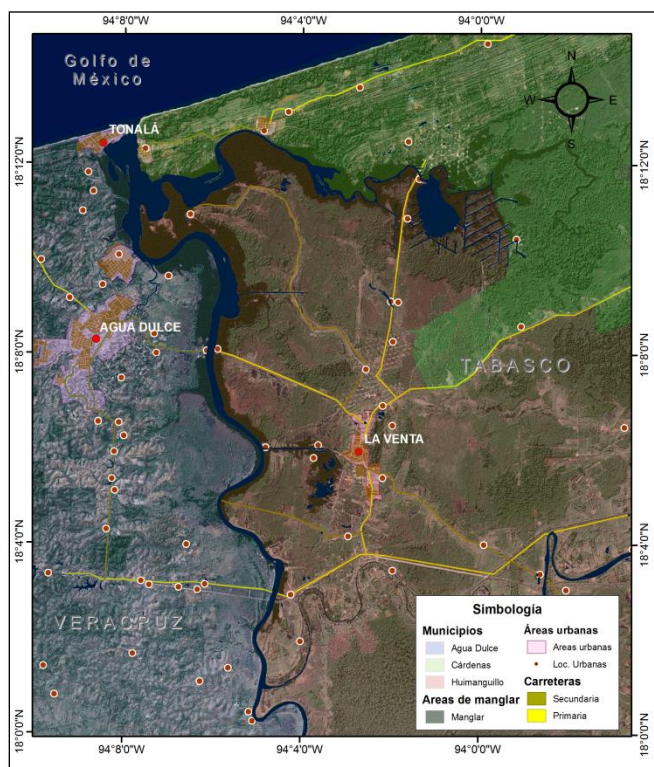 94°8'0"W 94°4'0"W 94°0'0"W
Golfo de
México
N
W E
S
TONALÁ
18°12'0"N 18°12'0"N
AGUA DULCE
18°8'0"N 18°8'0"N
TABASCO
LA VENTA
18°4'0"N 18°4'0"N
VERACRUZ
Simbología
Municipios
Agua Dulce
Cárdenas
Huimanguillo
Areas de manglar
Manglar
Áreas urbanas
Areas urbanas
Loc. Urbanas
Carreteras
Secundaria
Primaria
18°0'0"N 18°0'0"N
94°8'0"W 94°4'0"W 94°0'0"W